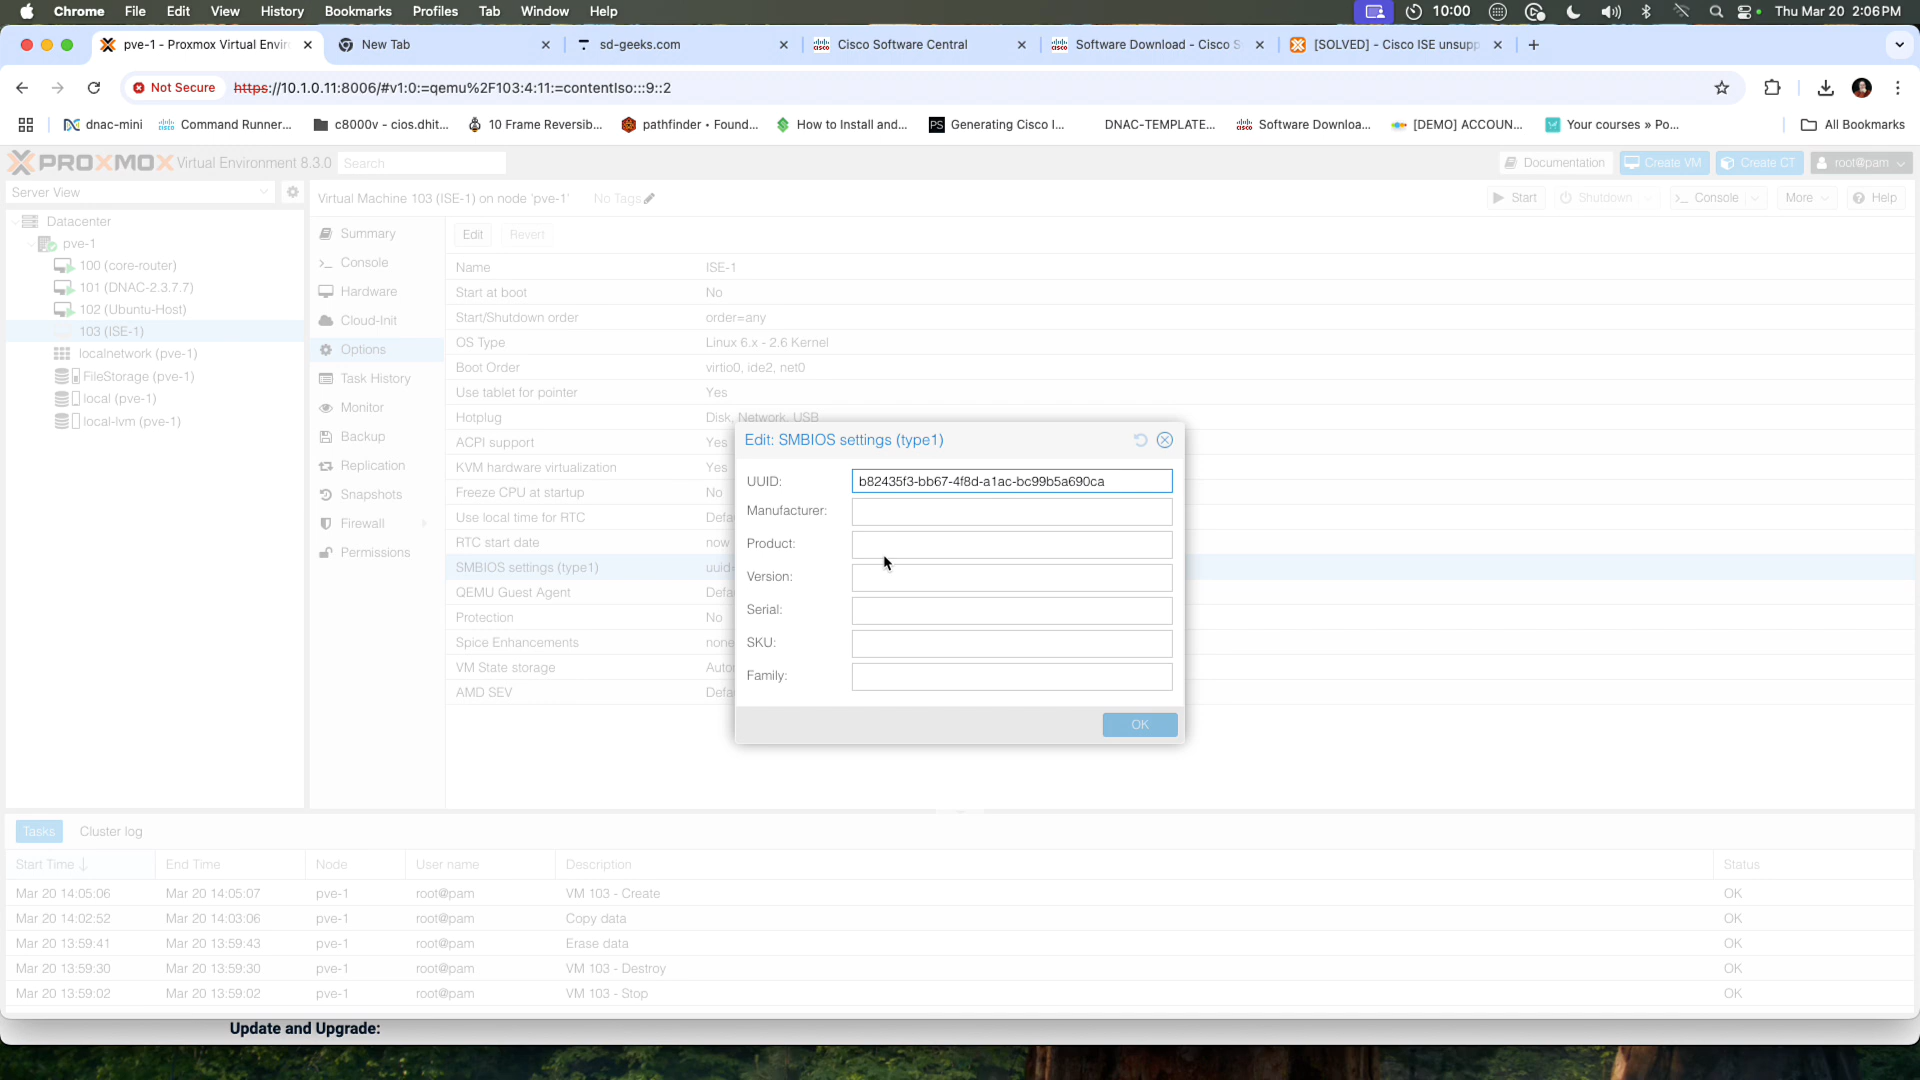 Chrome File Edit View History Bookmarks Profiles Tab Window Help 10:00 Thu Mar 20 2:06 PM
pve-1 - Proxmox Virtual Envir New Tab sd-geeks.com Cisco Software Central Software Download - Cisco S [SOLVED] - Cisco ISE unsupp
Not Secure https://10.1.0.11:8006/#v1:0:=qemu%2F103:4:11:=contentIso:::9::2
dnac-mini Command Runner... c8000v - cios.dhit... 10 Frame Reversib... pathfinder • Found... How to Install and... PS Generating Cisco I... DNAC-TEMPLATE... Software Downloa... [DEMO] ACCOUN... Your courses » Po... All Bookmarks
PROXMOX Virtual Environment 8.3.0 Search Documentation Create VM Create CT root@pam
Server View
Virtual Machine 103 (ISE-1) on node 'pve-1' No Tags Start Shutdown Console More Help
Datacenter
pve-1
100 (core-router)
101 (DNAC-2.3.7.7)
102 (Ubuntu-Host)
103 (ISE-1)
localnetwork (pve-1)
FileStorage (pve-1)
local (pve-1)
local-lvm (pve-1)
Summary
Console
Hardware
Cloud-Init
Options
Task History
Monitor
Backup
Replication
Snapshots
Firewall
Permissions
Edit Revert
Name ISE-1
Start at boot No
Start/Shutdown order order=any
OS Type Linux 6.x - 2.6 Kernel
Boot Order virtio0, ide2, net0
Use tablet for pointer Yes
Hotplug Disk, Network, USB
ACPI support Yes
KVM hardware virtualization Yes
Freeze CPU at startup No
Use local time for RTC Defa
RTC start date now
SMBIOS settings (type1) uuid=
QEMU Guest Agent Defa
Protection No
Spice Enhancements none
VM State storage Auto
AMD SEV Defa
Edit: SMBIOS settings (type1)
UUID: b82435f3-bb67-4f8d-a1ac-bc99b5a690ca
Manufacturer:
Product:
Version:
Serial:
SKU:
Family:
OK
Tasks Cluster log
Start Time End Time Node User name Description Status
Mar 20 14:05:06 Mar 20 14:05:07 pve-1 root@pam VM 103 - Create OK
Mar 20 14:02:52 Mar 20 14:03:06 pve-1 root@pam Copy data OK
Mar 20 13:59:41 Mar 20 13:59:43 pve-1 root@pam Erase data OK
Mar 20 13:59:30 Mar 20 13:59:30 pve-1 root@pam VM 103 - Destroy OK
Mar 20 13:59:02 Mar 20 13:59:02 pve-1 root@pam VM 103 - Stop OK
Update and Upgrade: